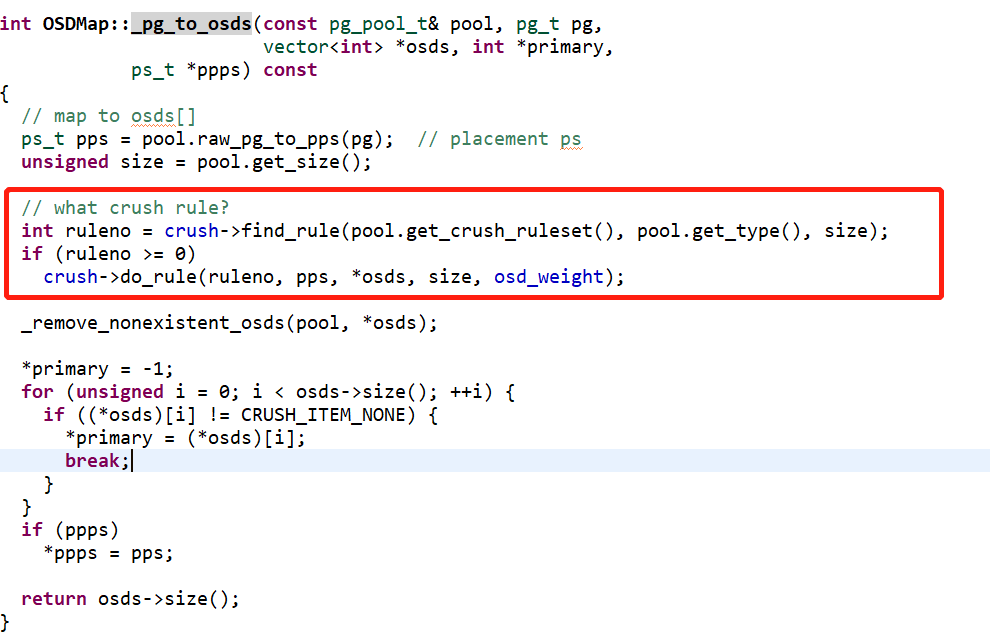 int OSDMap::_pg_to_osds(const pg_pool_t& pool, pg_t pg,
                        vector<int> *osds, int *primary,
            ps_t *ppps) const
{
  // map to osds[]
  ps_t pps = pool.raw_pg_to_pps(pg);  // placement ps
  unsigned size = pool.get_size();

  // what crush rule?
  int ruleno = crush->find_rule(pool.get_crush_ruleset(), pool.get_type(), size);
  if (ruleno >= 0)
    crush->do_rule(ruleno, pps, *osds, size, osd_weight);

  _remove_nonexistent_osds(pool, *osds);

  *primary = -1;
  for (unsigned i = 0; i < osds->size(); ++i) {
    if ((*osds)[i] != CRUSH_ITEM_NONE) {
      *primary = (*osds)[i];
      break;
    }
  }
  if (ppps)
    *ppps = pps;

  return osds->size();
}